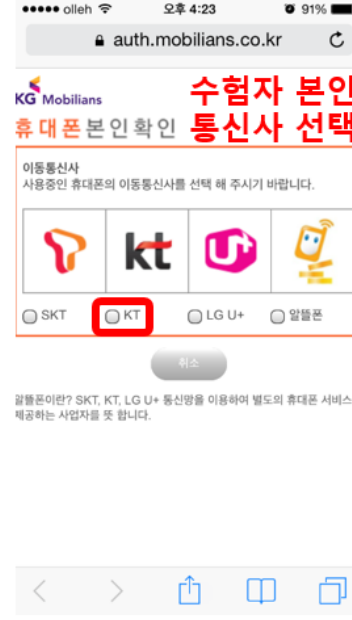 olleh 오후 4:23 91%
auth.mobilians.co.kr
KG Mobilians
수험자 본인
휴대폰본인확인
통신사 선택
이동통신사
사용중인 휴대폰의 이동통신사를 선택 해 주시기 바랍니다.
kt U+
SKT KT LG U+ 알뜰폰
취소
알뜰폰이란? SKT, KT, LG U+ 통신망을 이용하여 별도의 휴대폰 서비스
제공하는 사업자를 뜻 합니다.